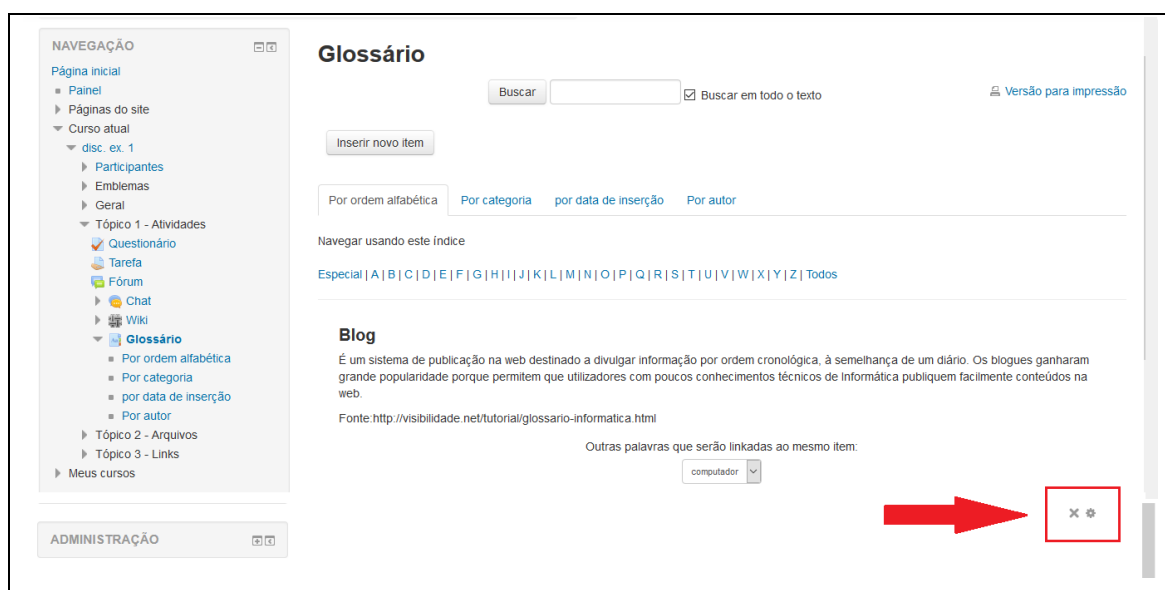 NAVEGAÇÃO
Página inicial
Painel
Páginas do site
Curso atual
disc. ex. 1
Participantes
Emblemas
Geral
Tópico 1 - Atividades
Questionário
Tarefa
Fórum
Chat
Wiki
Glossário
Por ordem alfabética
Por categoria
por data de inserção
Por autor
Tópico 2 - Arquivos
Tópico 3 - Links
Meus cursos
ADMINISTRAÇÃO
Glossário
Buscar Buscar em todo o texto Versão para impressão
Inserir novo item
Por ordem alfabética Por categoria por data de inserção Por autor
Navegar usando este índice
Especial | A | B | C | D | E | F | G | H | I | J | K | L | M | N | O | P | Q | R | S | T | U | V | W | X | Y | Z | Todos
Blog
É um sistema de publicação na web destinado a divulgar informação por ordem cronológica, à semelhança de um diário. Os blogues ganharam
grande popularidade porque permitem que utilizadores com poucos conhecimentos técnicos de Informática publiquem facilmente conteúdos na
web.
Fonte:http://visibilidade.net/tutorial/glossario-informatica.html
Outras palavras que serão linkadas ao mesmo item:
computador